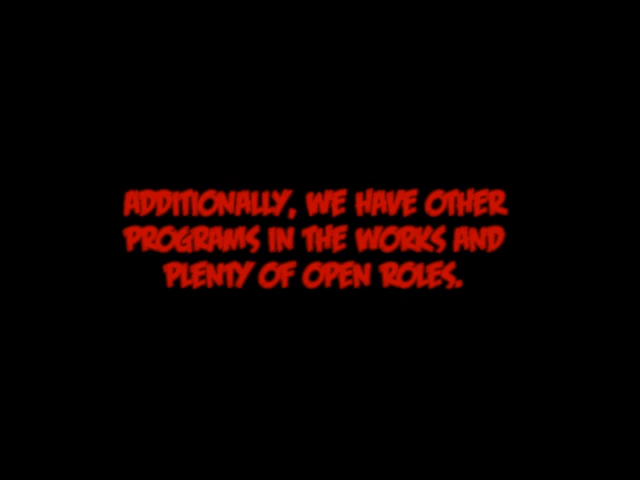 ADDITIONALLY, WE HAVE OTHER
PROGRAMS IN THE WORKS AND
PLENTY OF OPEN ROLES.